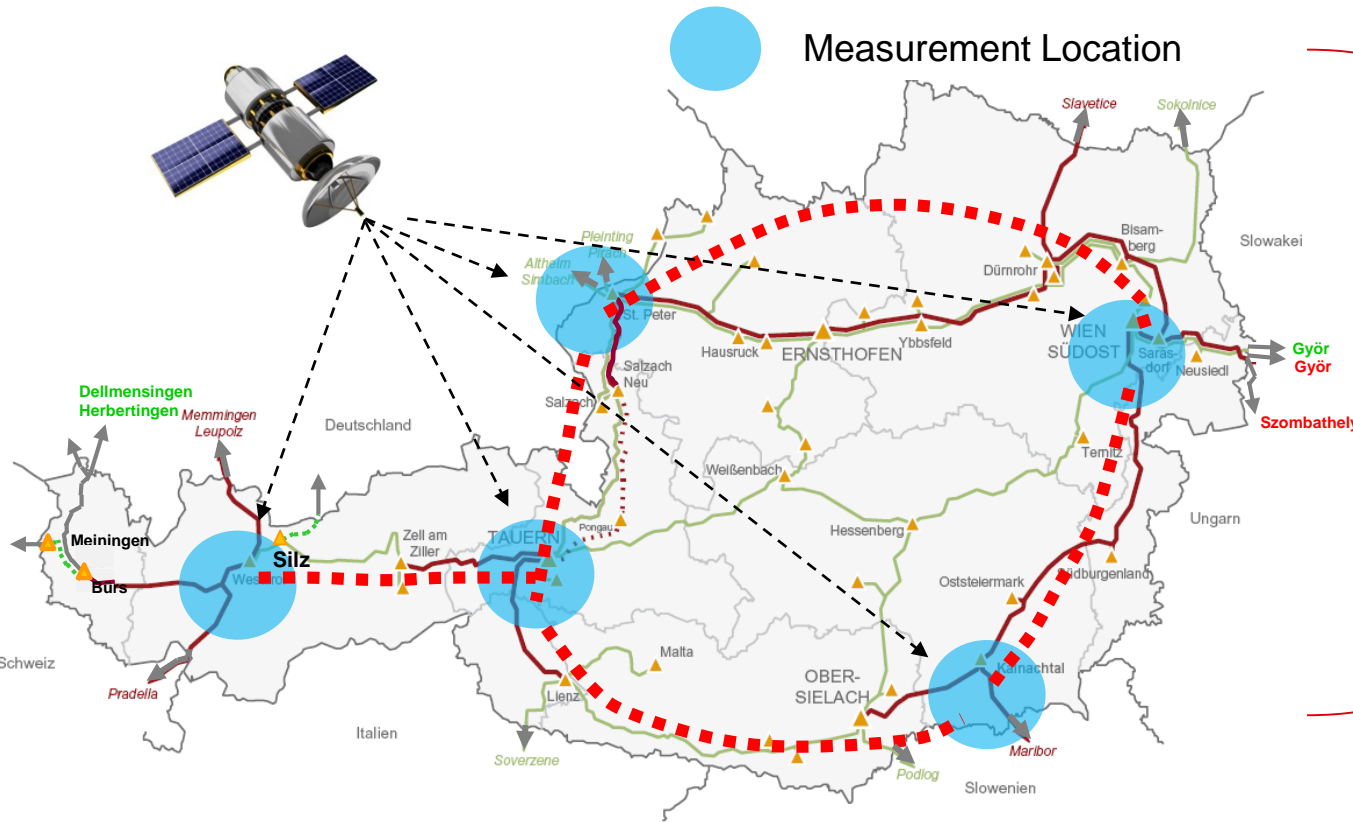 Measurement Location
Slavetice
Sokolnice
Bisam-
berg
Slowakei
Pleinting
Pirach
Altheim
Simbach
Dürnrohr
St. Peter
WIEN
SÜDOST
Hausruck
ERNSTHOFEN
Ybbsfeld
Saras-
dorf
Neusiedl
Györ
Györ
Salzach
Neu
Salzach
Dellmensingen
Herbertingen
Memmingen
Leupolz
Deutschland
Szombathely
Ternitz
Weißenbach
Ungarn
Hessenberg
Pongau
TAUERN
Zell am
Ziller
Meiningen
Silz
Bürs
Oststeiermark
Südburgenland
Schweiz
Malta
Kainachtal
OBER-
SIELACH
Lienz
Pradella
Italien
Soverzene
Maribor
Podlog
Slowenien